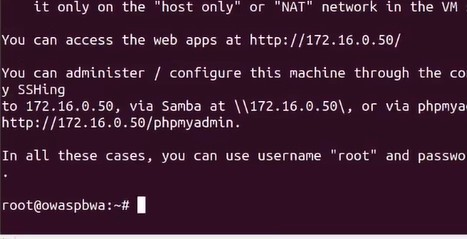 it only on the "host only" or "NAT" network in the VM
You can access the web apps at http://172.16.0.50/
You can administer / configure this machine through the co
y SSHing
to 172.16.0.50, via Samba at \\172.16.0.50\, or via phpmya
http://172.16.0.50/phpmyadmin.
In all these cases, you can use username "root" and passwo
.
root@owaspbwa:~#